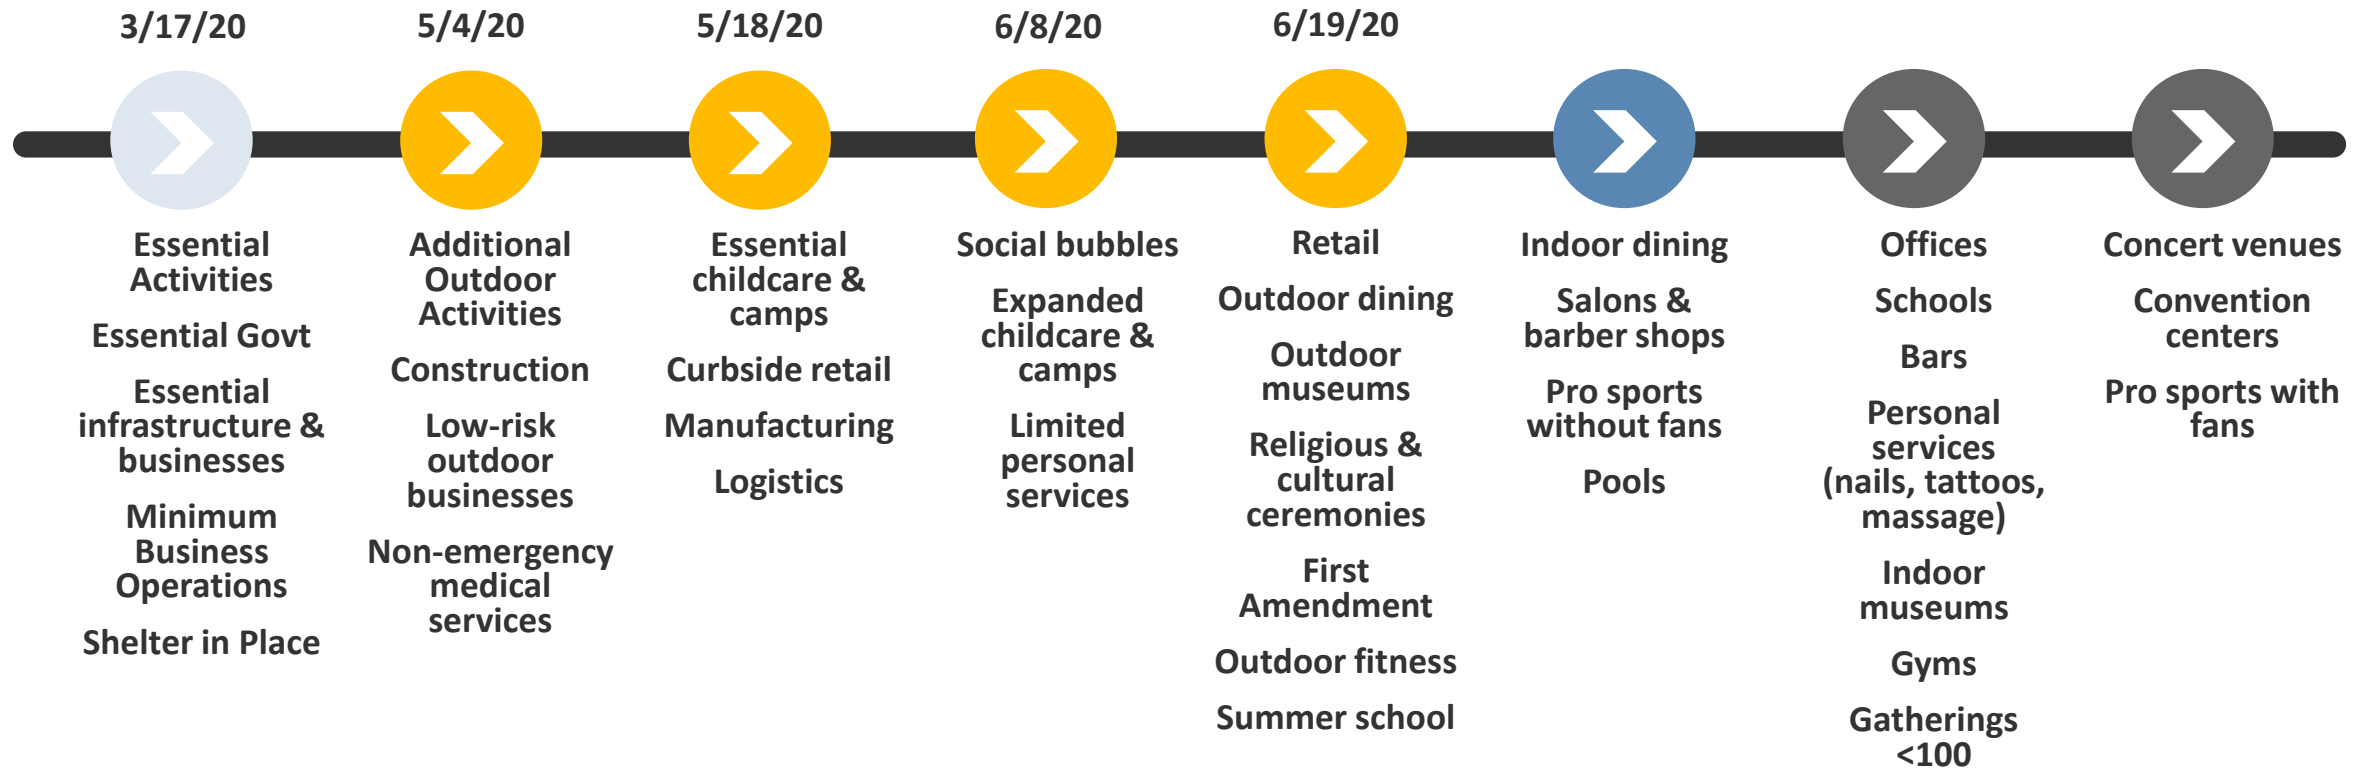 3/17/20
5/4/20
5/18/20
6/8/20
6/19/20
Essential
Activities
Essential Govt
Essential
infrastructure &
businesses
Minimum
Business
Operations
Shelter in Place
Additional
Outdoor
Activities
Construction
Low-risk
outdoor
businesses
Non-emergency
medical
services
Essential
childcare &
camps
Curbside retail
Manufacturing
Logistics
Social bubbles
Expanded
childcare &
camps
Limited
personal
services
Retail
Outdoor dining
Outdoor
museums
Religious &
cultural
ceremonies
First
Amendment
Outdoor fitness
Summer school
Indoor dining
Salons &
barber shops
Pro sports
without fans
Pools
Offices
Schools
Bars
Personal
services
(nails, tattoos,
massage)
Indoor
museums
Gyms
Gatherings
<100
Concert venues
Convention
centers
Pro sports with
fans